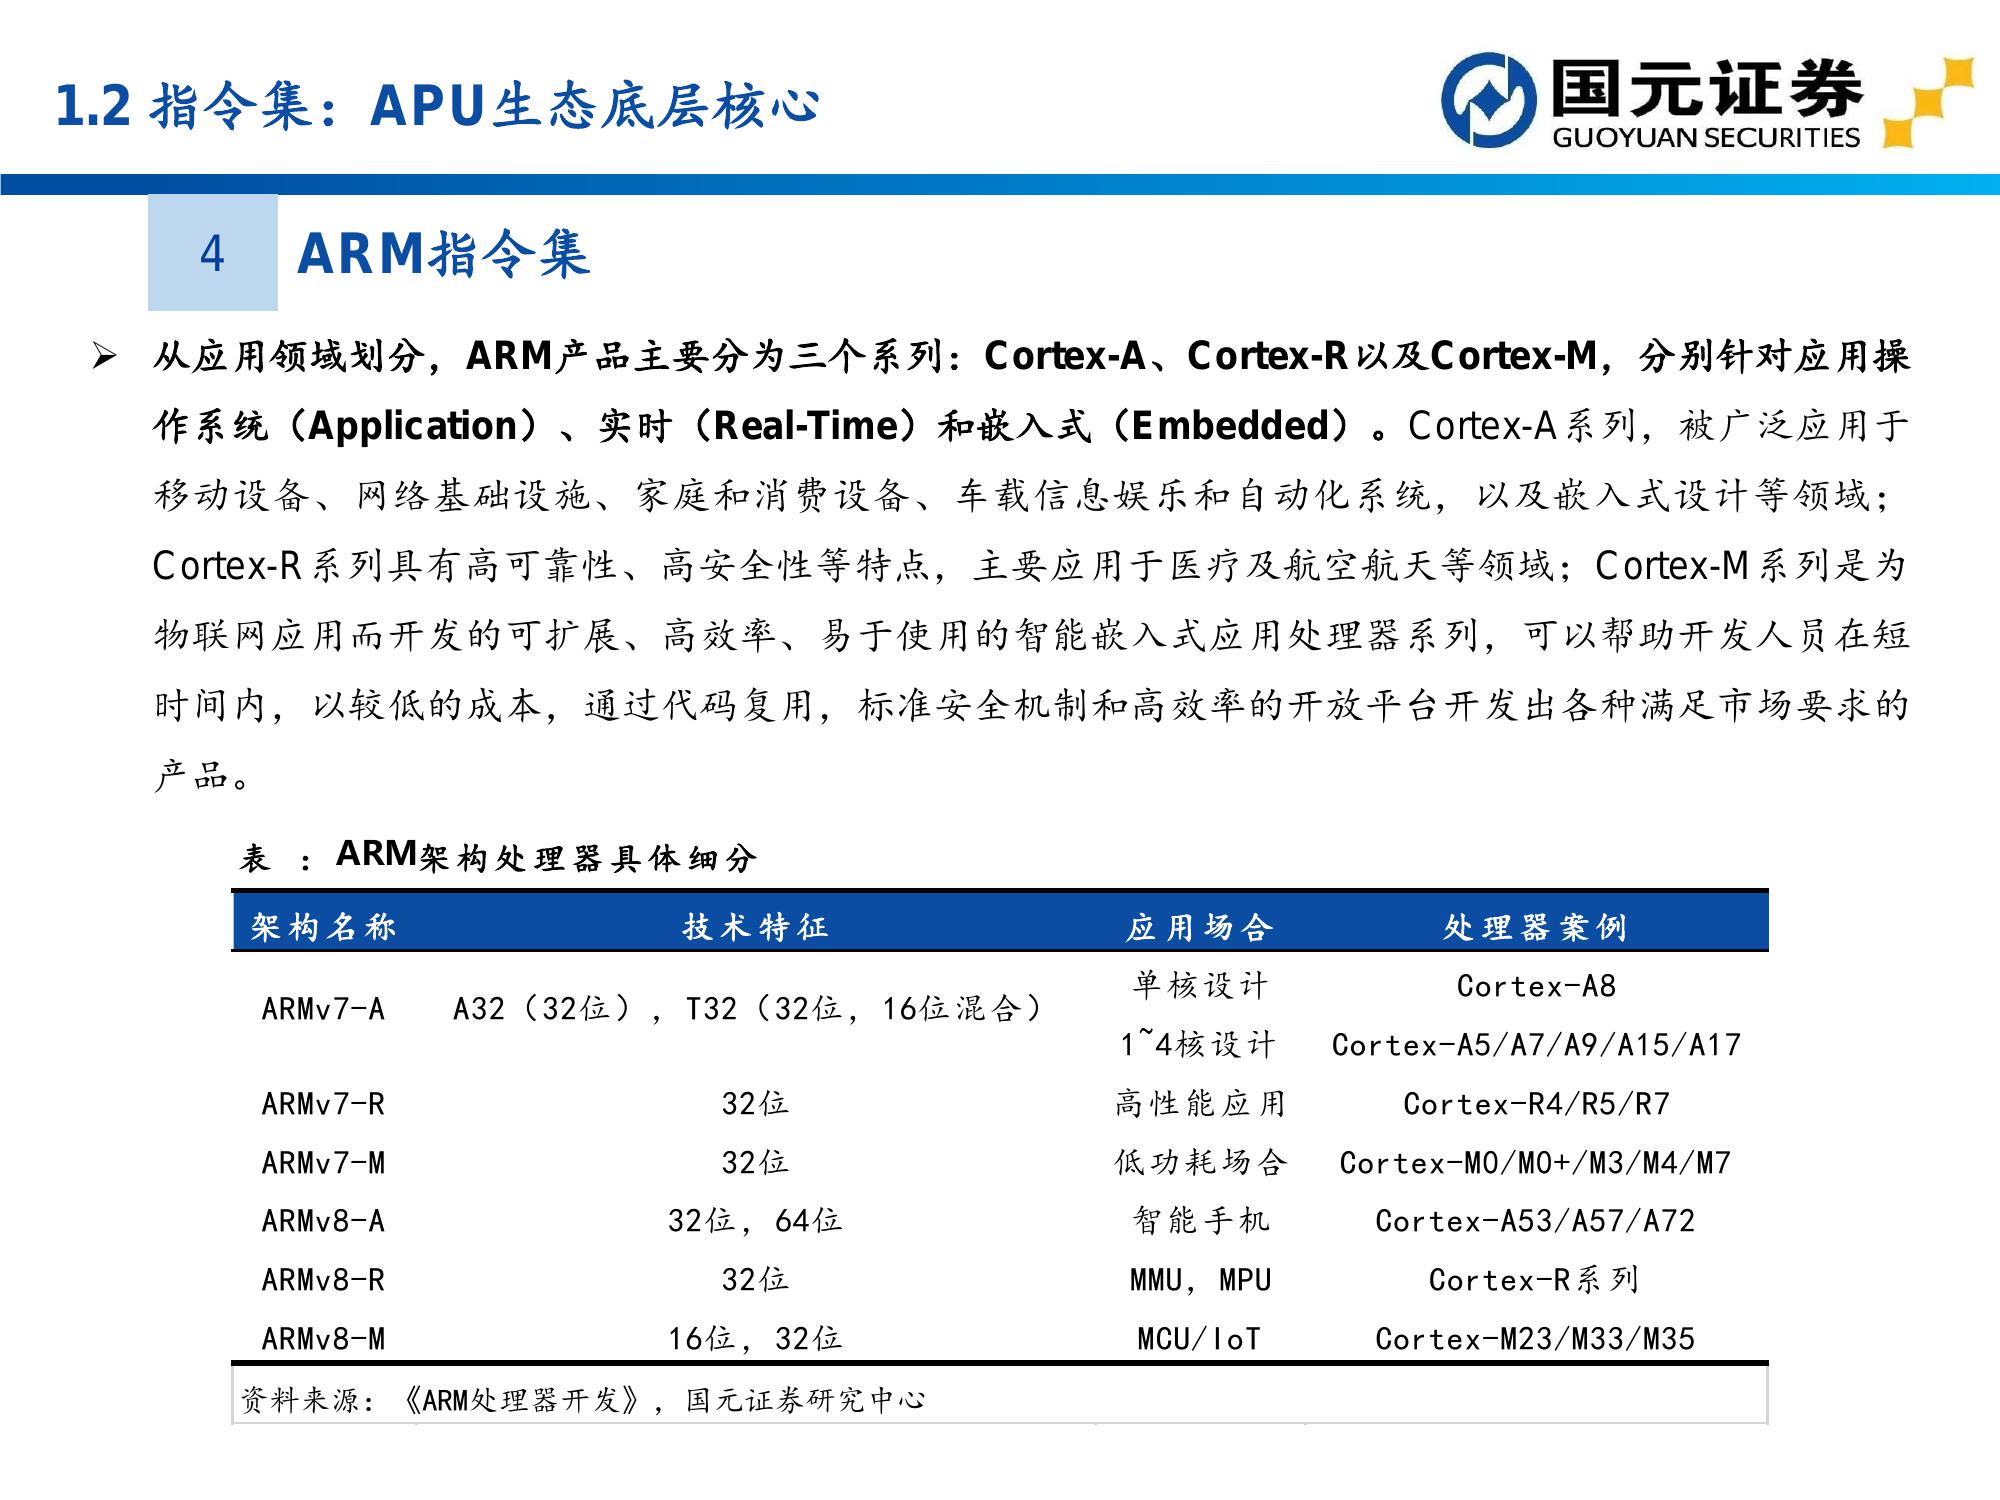 1.2 指令集：APU生态底层核心
国元证券
GUOYUAN SECURITIES
4
ARM指令集
➢ 从应用领域划分，ARM产品主要分为三个系列：Cortex-A、Cortex-R以及Cortex-M，分别针对应用操
作系统（Application）、实时（Real-Time）和嵌入式（Embedded）。Cortex-A系列，被广泛应用于
移动设备、网络基础设施、家庭和消费设备、车载信息娱乐和自动化系统，以及嵌入式设计等领域；
Cortex-R系列具有高可靠性、高安全性等特点，主要应用于医疗及航空航天等领域；Cortex-M系列是为
物联网应用而开发的可扩展、高效率、易于使用的智能嵌入式应用处理器系列，可以帮助开发人员在短
时间内，以较低的成本，通过代码复用，标准安全机制和高效率的开放平台开发出各种满足市场要求的
产品。
表 ：ARM架构处理器具体细分
架构名称 技术特征 应用场合 处理器案例
ARMv7-A A32（32位），T32（32位，16位混合） 单核设计 Cortex-A8
1~4核设计 Cortex-A5/A7/A9/A15/A17
ARMv7-R 32位 高性能应用 Cortex-R4/R5/R7
ARMv7-M 32位 低功耗场合 Cortex-M0/M0+/M3/M4/M7
ARMv8-A 32位，64位 智能手机 Cortex-A53/A57/A72
ARMv8-R 32位 MMU，MPU Cortex-R系列
ARMv8-M 16位，32位 MCU/IoT Cortex-M23/M33/M35
资料来源：《ARM处理器开发》，国元证券研究中心